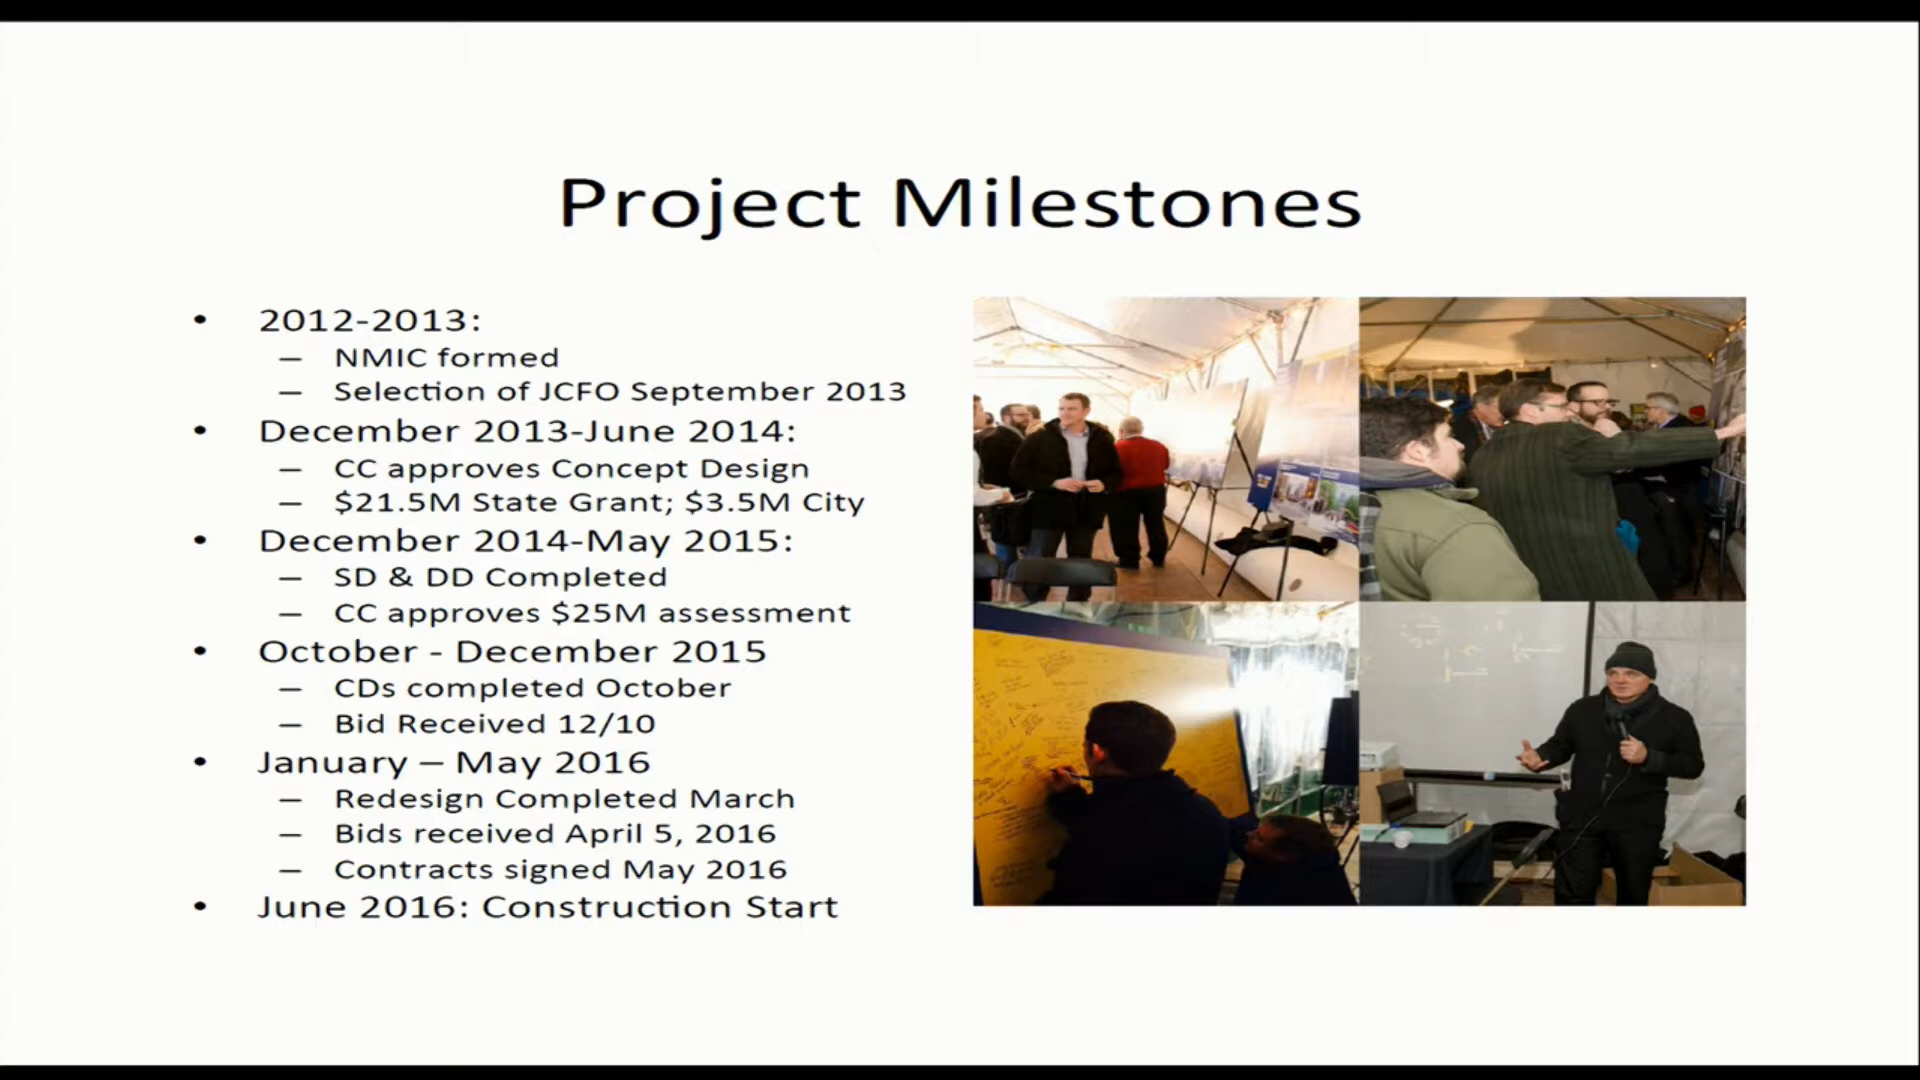 Project Milestones
• 2012-2013:
– NMIC formed
– Selection of JCFO September 2013
• December 2013-June 2014:
– CC approves Concept Design
– $21.5M State Grant; $3.5M City
• December 2014-May 2015:
– SD & DD Completed
– CC approves $25M assessment
• October - December 2015
– CDs completed October
– Bid Received 12/10
• January – May 2016
– Redesign Completed March
– Bids received April 5, 2016
– Contracts signed May 2016
• June 2016: Construction Start